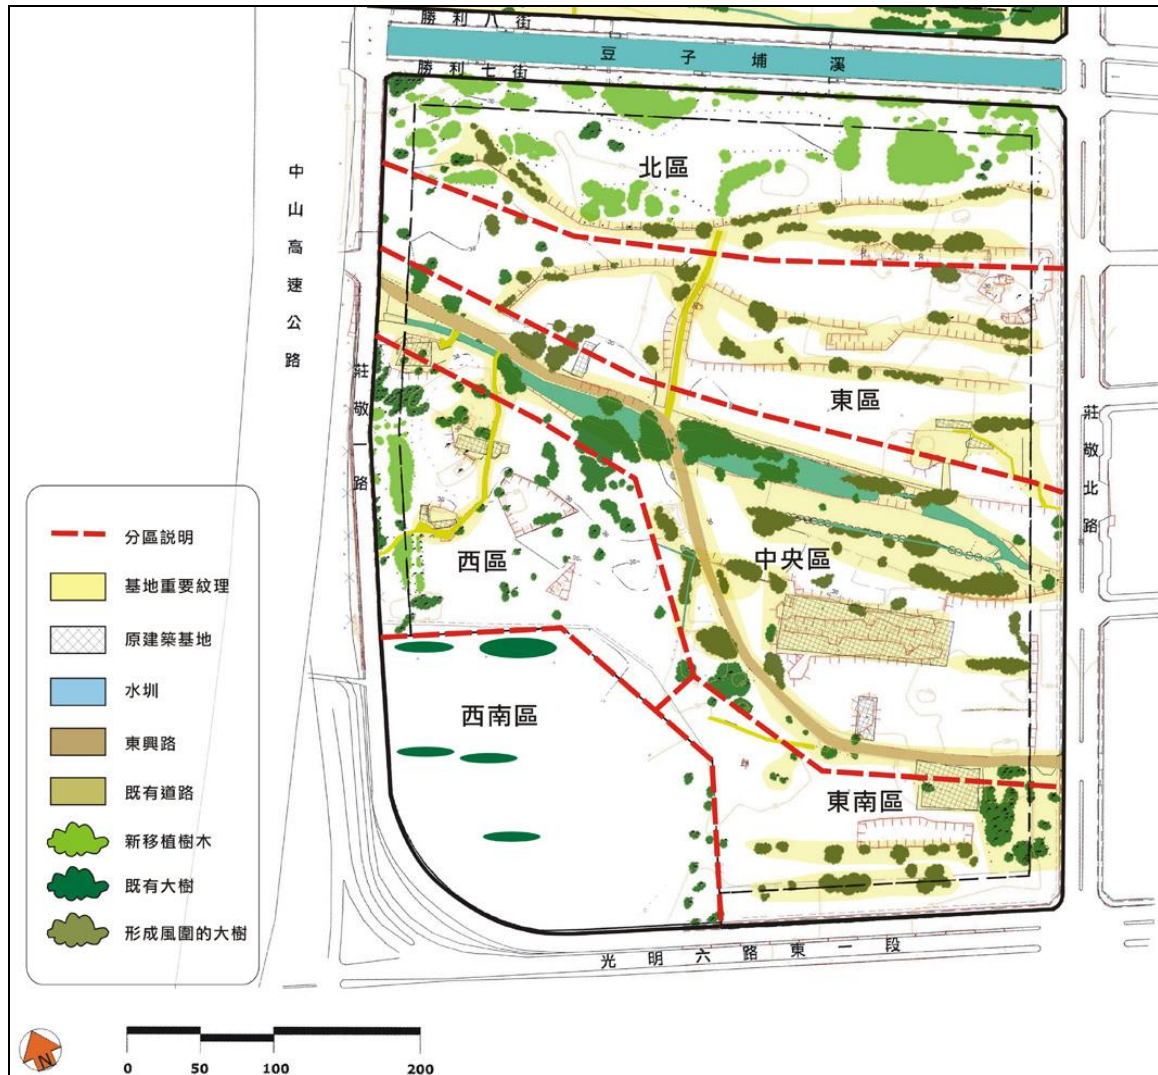 勝利八街
豆子埔溪
勝利七街
北區
中山高速公路
東區
莊敬一路
莊敬北路
分區説明
基地重要紋理
原建築基地
水圳
東興路
既有道路
新移植樹木
既有大樹
形成風圍的大樹
西區
中央區
西南區
東南區
光明六路東一段
N
0 50 100 200